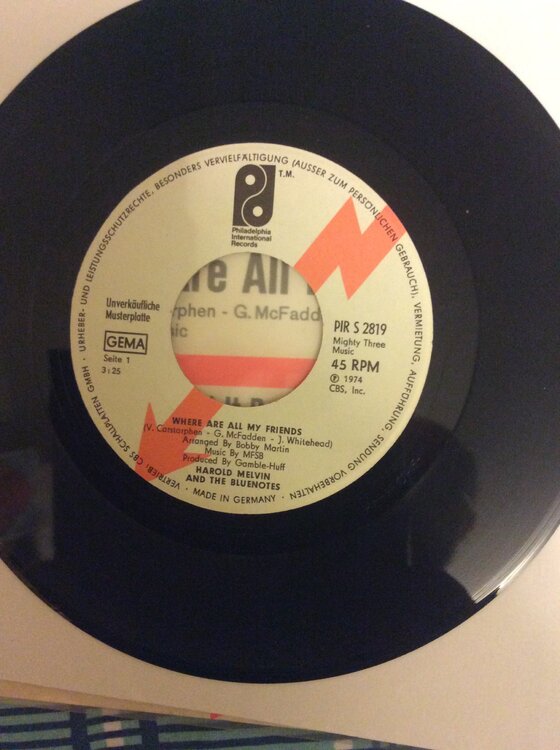 URHEBER- UND LEISTUNGSSCHUTZRECHTE, BESONDERS VERVIELFÄLTIGUNG (AUSSER ZUM PERSÖNLICHEN GEBRAUCH), VERMIETUNG, AUFFÜHRUNG, SENDUNG VORBEHALTEN · MADE IN GERMANY · VERTRIEB: CBS SCHALLPLATTEN GMBH ·
T.M.
Philadelphia
International
Records
re All
rphen - G. McFadd
sic
Unverkäufliche
Musterplatte
GEMA
Seite 1
3:25
PIR S 2819
Mighty Three
Music
45 RPM
Ⓟ 1974
CBS, Inc.
WHERE ARE ALL MY FRIENDS
(V. Carstarphen - G. McFadden - J. Whitehead)
Arranged By Bobby Martin
Music By MFSB
Produced By Gamble-Huff
HAROLD MELVIN
AND THE BLUENOTES